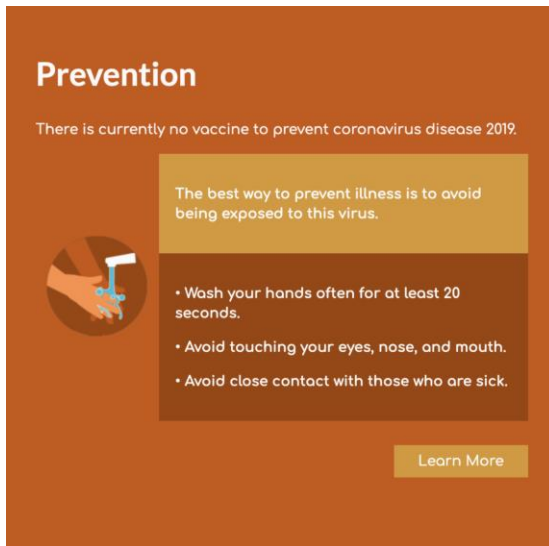 Prevention
There is currently no vaccine to prevent coronavirus disease 2019.
The best way to prevent illness is to avoid
being exposed to this virus.
• Wash your hands often for at least 20
seconds.
• Avoid touching your eyes, nose, and mouth.
• Avoid close contact with those who are sick.
Learn More